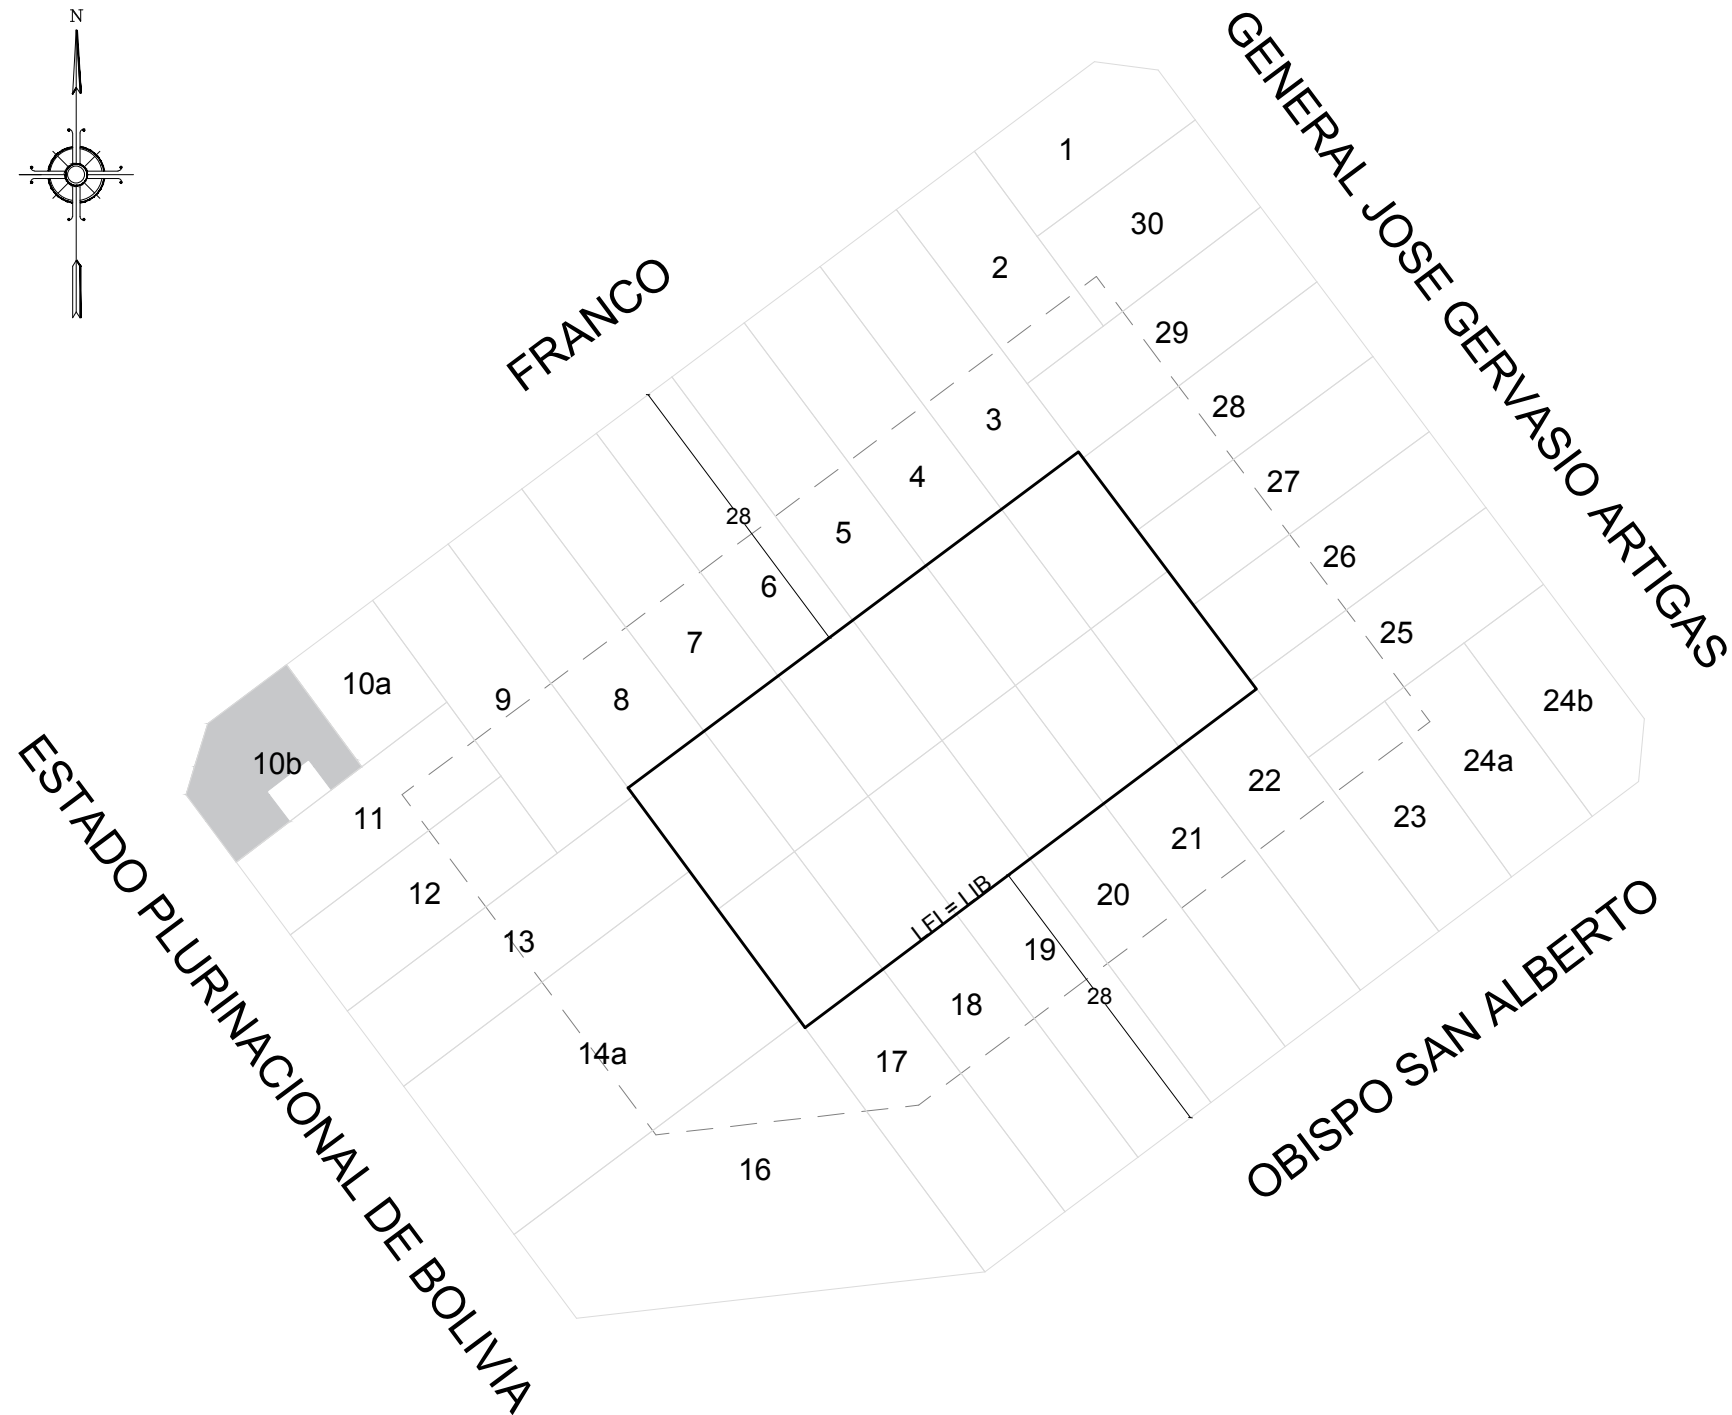 N
GENERAL JOSE GERVASIO ARTIGAS
FRANCO
1
30
2
29
3
28
4
27
28
5
26
6
25
7
10a
9
8
24b
10b
24a
22
11
23
21
12
20
LFI = LIB
13
19
18
28
14a
17
16
ESTADO PLURINACIONAL DE BOLIVIA
OBISPO SAN ALBERTO